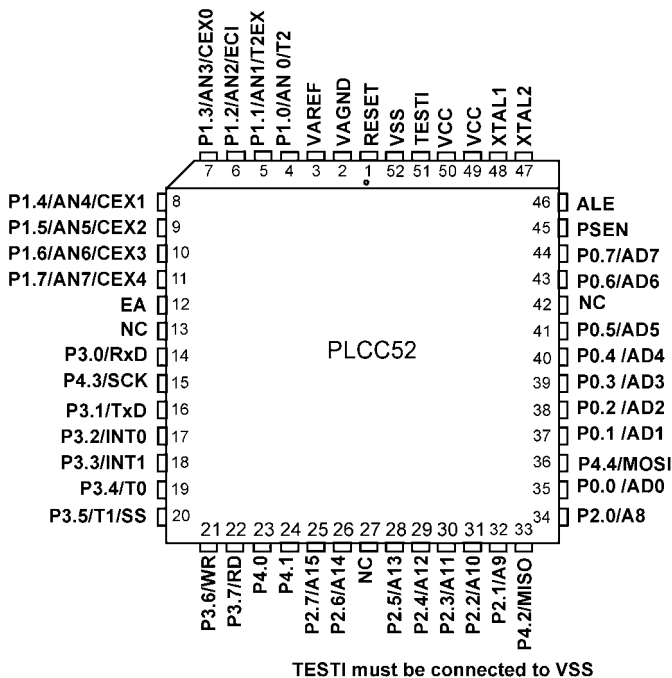 P1.3/AN3/CEX0
P1.2/AN2/ECI
P1.1/AN1/T2EX
P1.0/AN 0/T2
VAREF
VAGND
RESET
VSS
TESTI
VCC
VCC
XTAL1
XTAL2
7 6 5 4 3 2 1 52 51 50 49 48 47
P1.4/AN4/CEX1 8
P1.5/AN5/CEX2 9
P1.6/AN6/CEX3 10
P1.7/AN7/CEX4 11
EA 12
NC 13
P3.0/RxD 14
P4.3/SCK 15
P3.1/TxD 16
P3.2/INT0 17
P3.3/INT1 18
P3.4/T0 19
P3.5/T1/SS 20
PLCC52
46 ALE
45 PSEN
44 P0.7/AD7
43 P0.6/AD6
42 NC
41 P0.5/AD5
40 P0.4 /AD4
39 P0.3 /AD3
38 P0.2 /AD2
37 P0.1 /AD1
36 P4.4/MOSI
35 P0.0 /AD0
34 P2.0/A8
21 22 23 24 25 26 27 28 29 30 31 32 33
P3.6/WR
P3.7/RD
P4.0
P4.1
P2.7/A15
P2.6/A14
NC
P2.5/A13
P2.4/A12
P2.3/A11
P2.2/A10
P2.1/A9
P4.2/MISO
TESTI must be connected to VSS